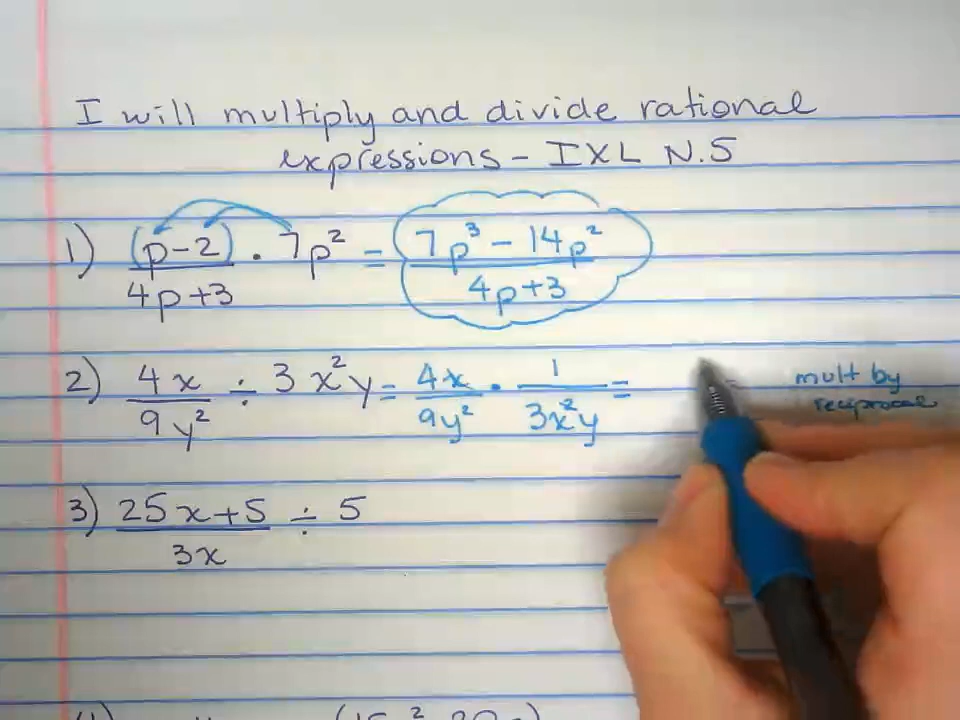 I will multiply and divide rational
expressions - IXL N.5
1) (p-2)/(4p+3) · 7p² = (7p³ - 14p²)/(4p+3)
2) 4x/9y² ÷ 3x²y = 4x/9y² · 1/3x²y =
mult by
reciprocal
3) (25x+5)/3x ÷ 5